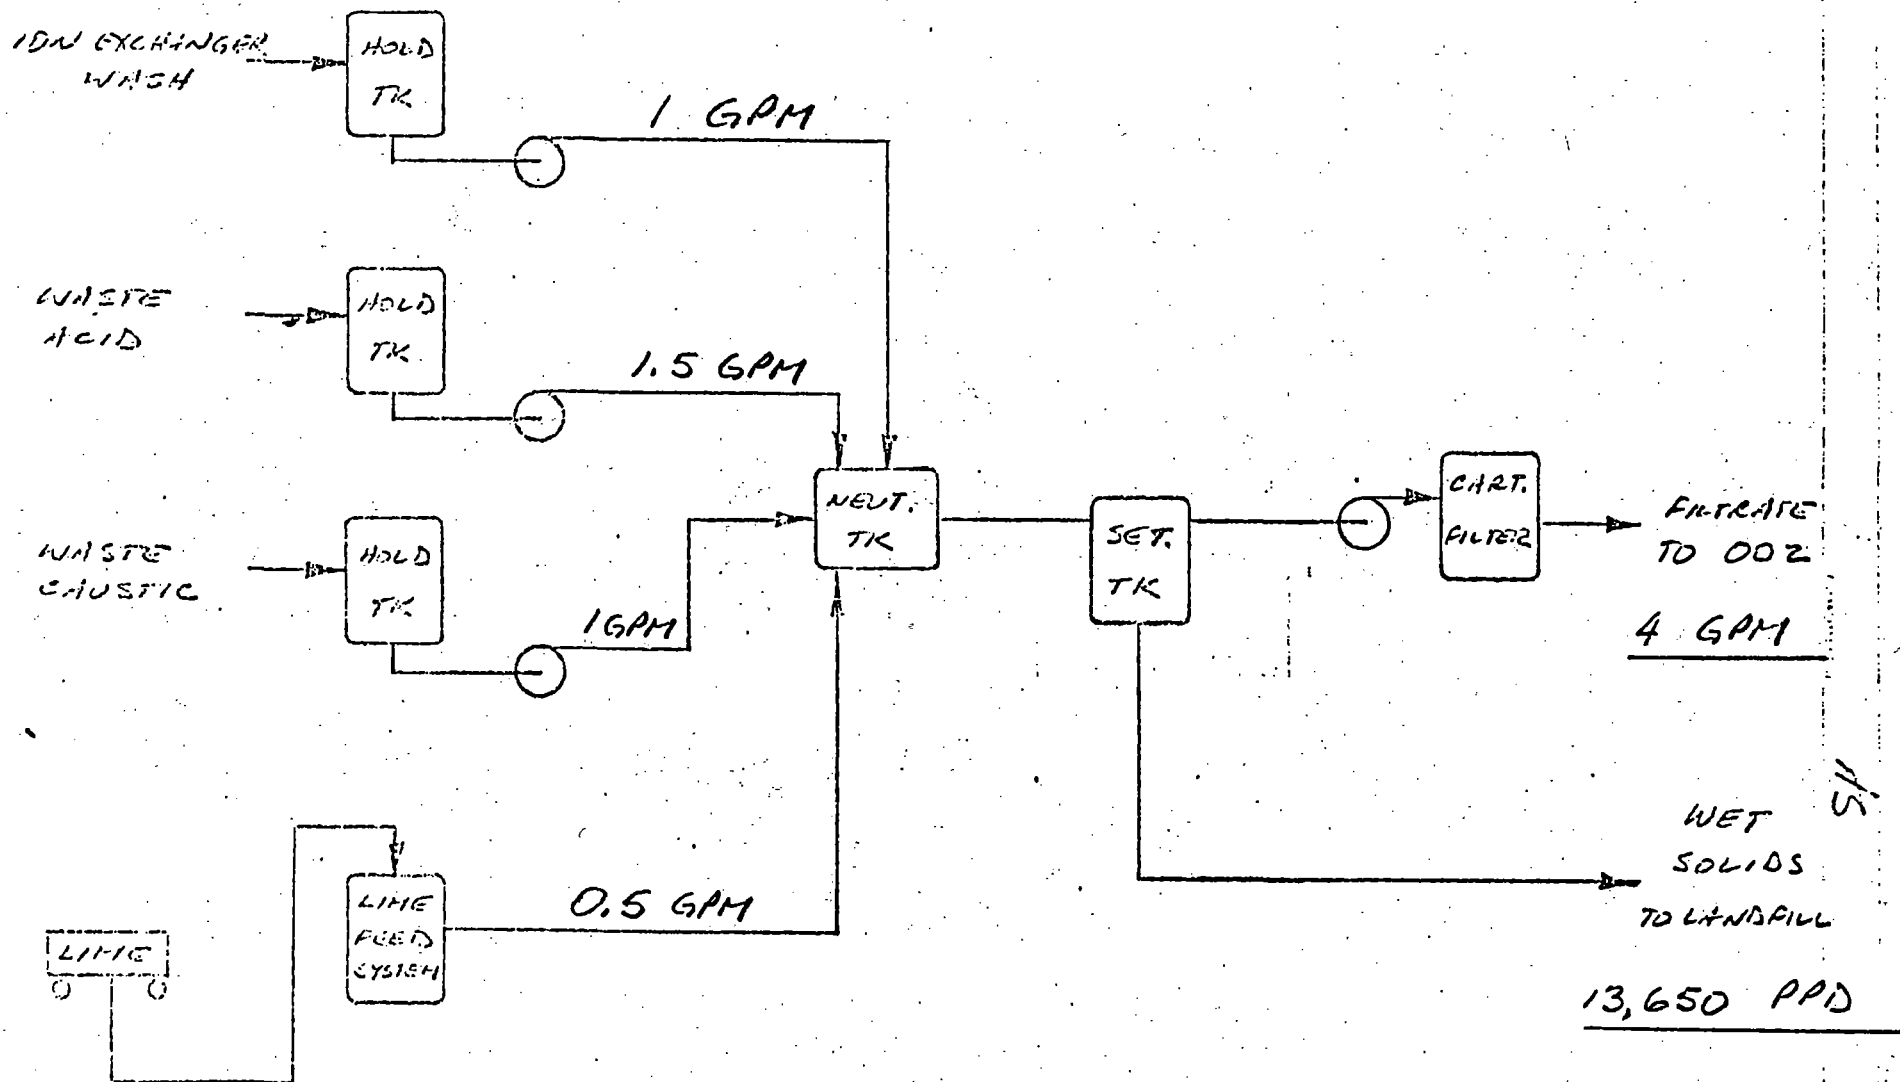 ION EXCHANGER
WASH
HOLD
TK
1 GPM
WASTE
ACID
HOLD
TK
1.5 GPM
WASTE
CAUSTIC
HOLD
TK
1 GPM
NEUT.
TK
SET.
TK
CART.
FILTER
FILTRATE
TO 002
4 GPM
LIME
LIME
FEED
SYSTEM
0.5 GPM
WET
SOLIDS
TO LANDFILL
13,650 PPD